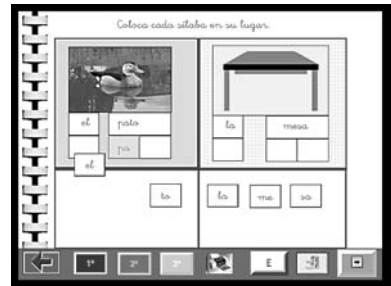 Coloca cada sílaba en su lugar.
el pato
pa
el
la mesa
to
la me sa
1º 2º 3º E